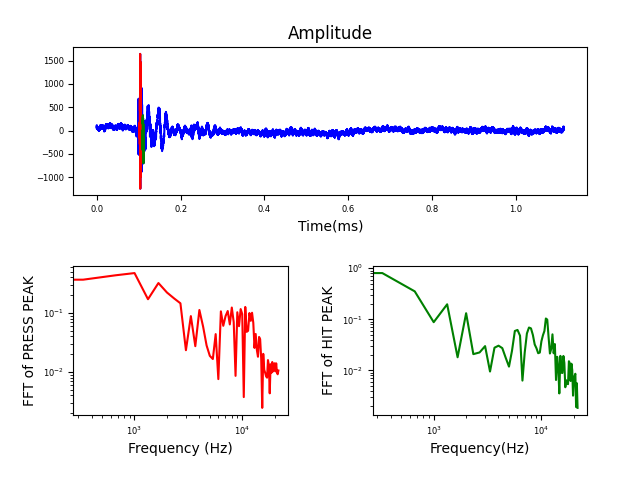 Amplitude
1500
1000
500
0
−500
−1000
0.0 0.2 0.4 0.6 0.8 1.0
Time(ms)
FFT of PRESS PEAK
10⁻¹
10⁻²
10³ 10⁴
Frequency (Hz)
FFT of HIT PEAK
10⁰
10⁻¹
10⁻²
10³ 10⁴
Frequency(Hz)